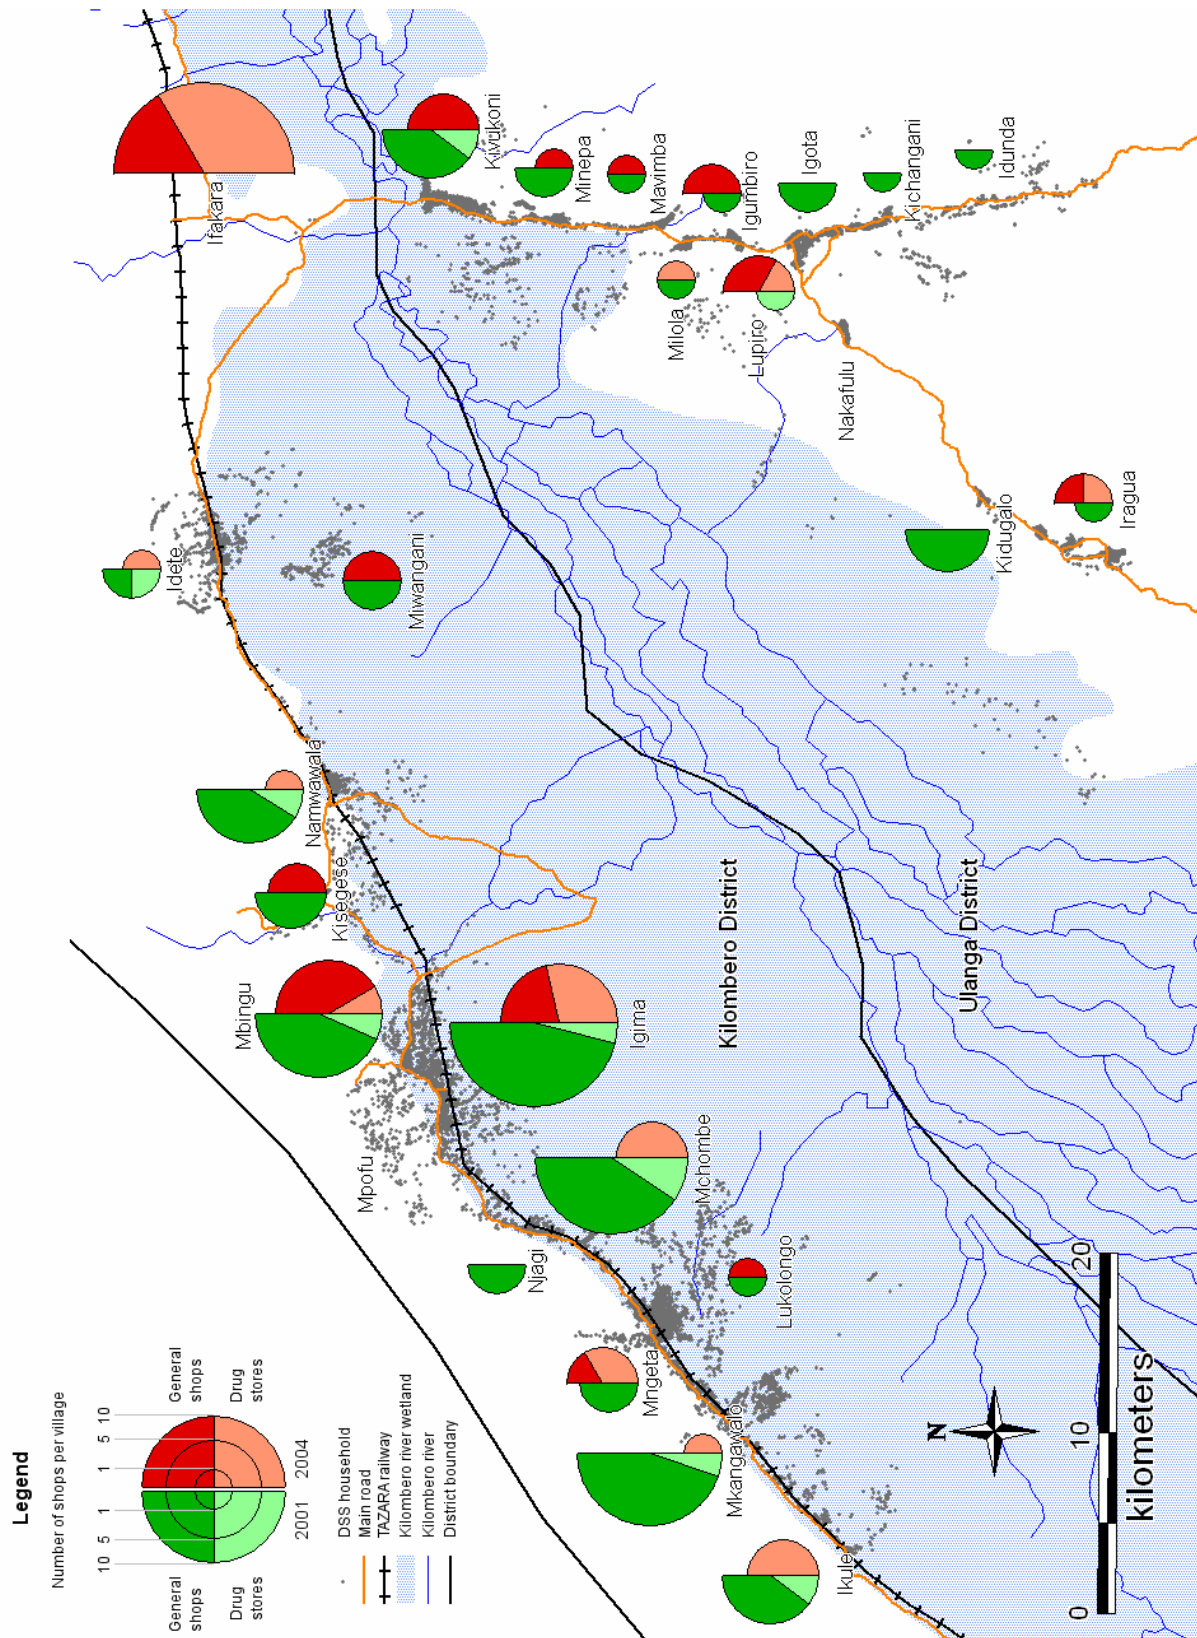 Legend
Number of shops per village
10 5 1 1 5 10
General
shops
General
shops
Drug
stores
Drug
stores
2001 2004
DSS household
Main road
TAZARA railway
Kilombero river wetland
Kilombero river
District boundary
Ifakara
Kivukoni
Minepa
Mavimba
Igumbiro
Igota
Kichangani
Idunda
Milola
Lupiro
Nakafulu
Kidugalo
Iragua
Idete
Miwangani
Namwawala
Kisegese
Mbingu
Igima
Mpofu
Mchombe
Njagi
Lukolongo
Mngeta
Mkangawalo
Ikule
Kilombero District
Ulanga District
N
0 10 20
kilometers